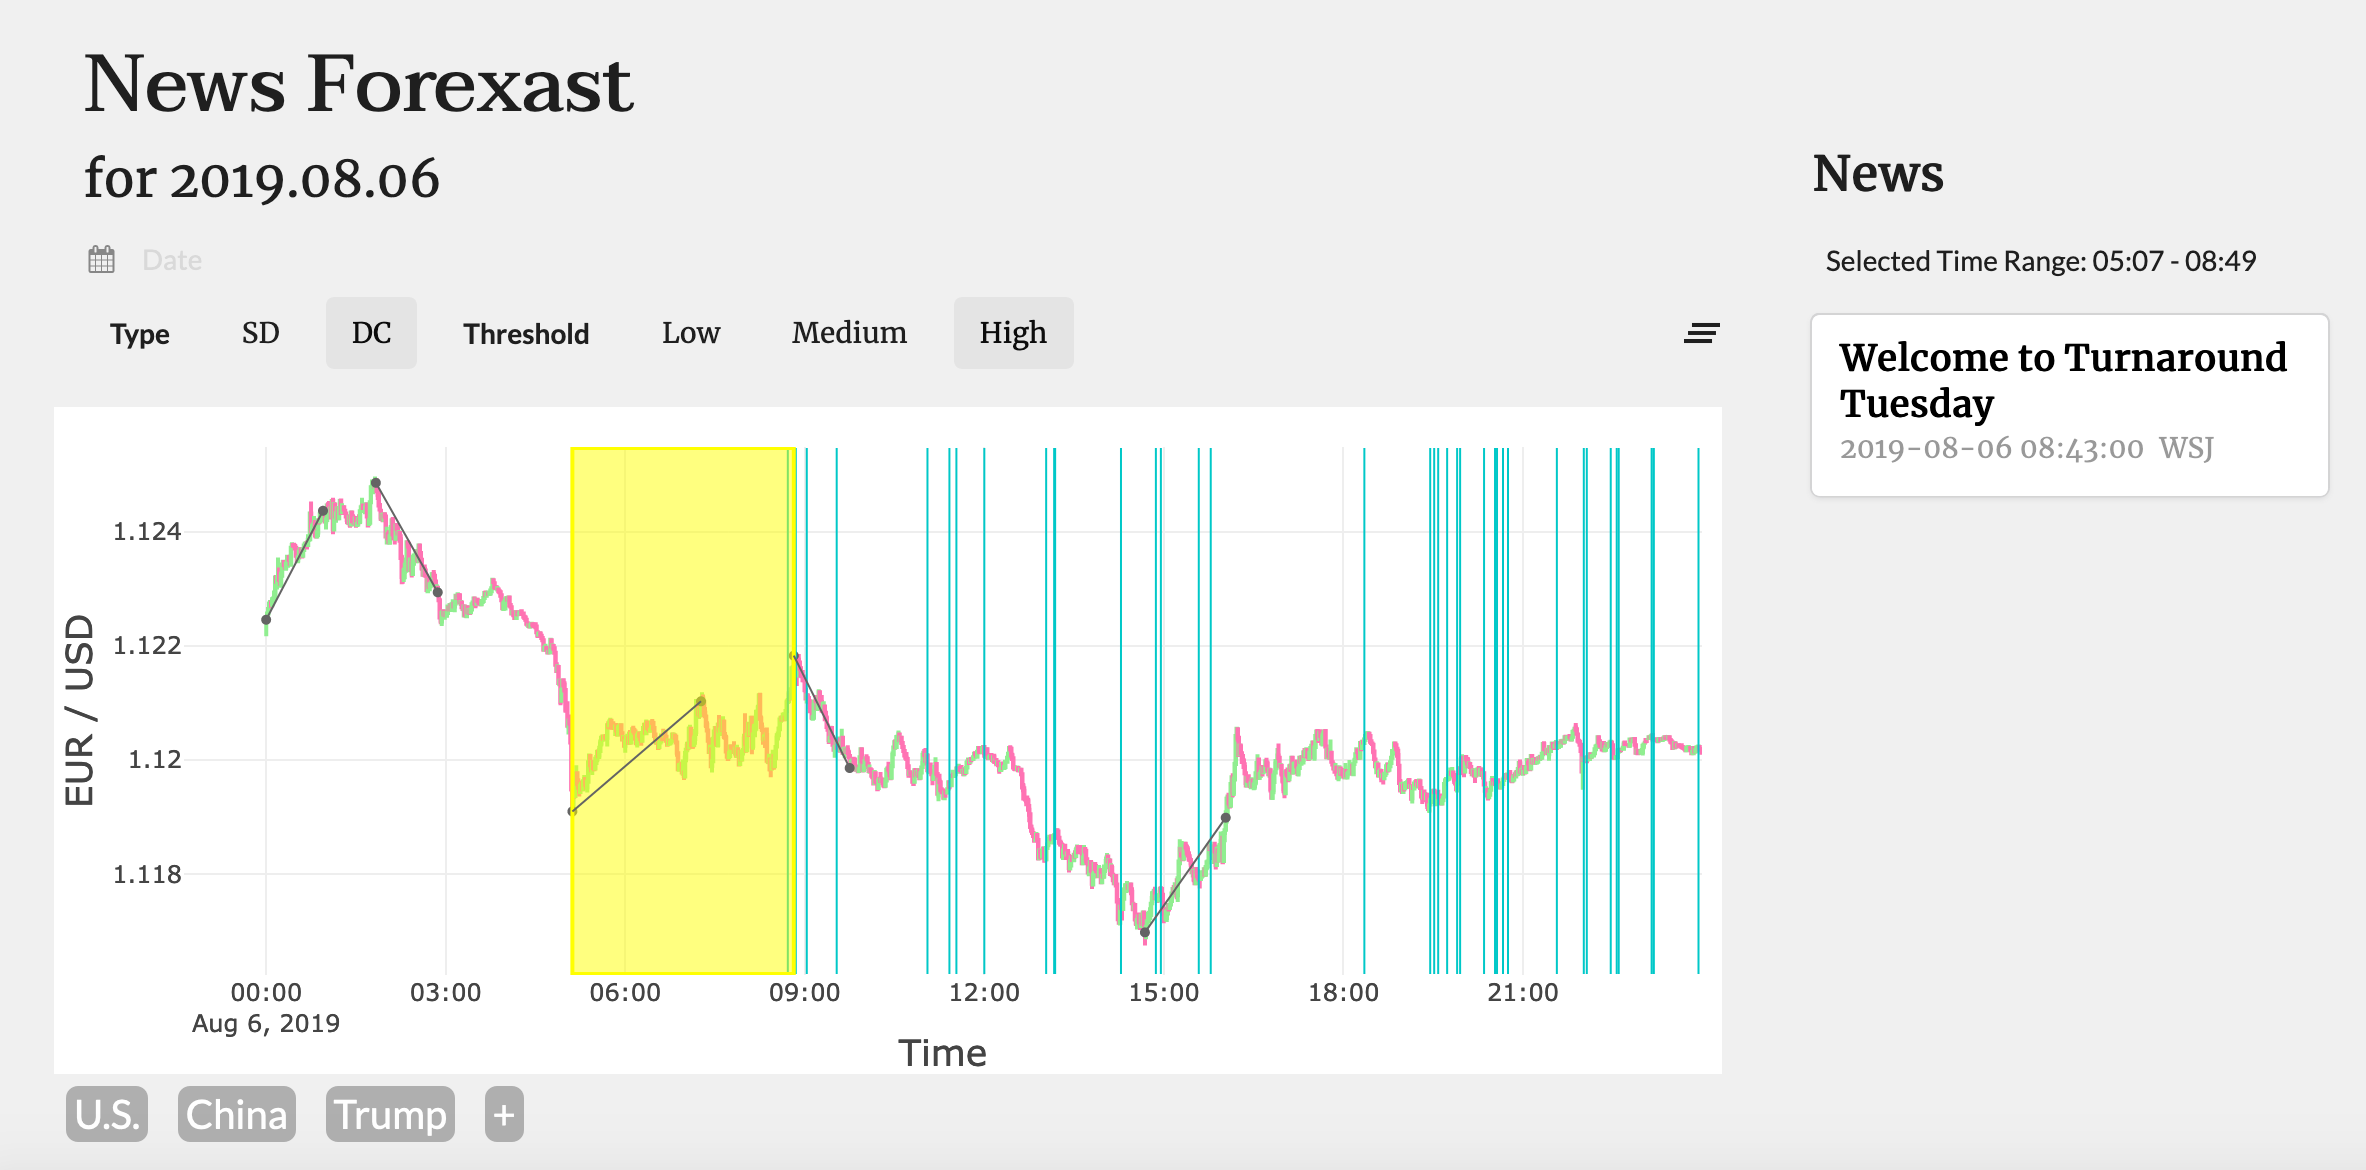 News Forexast
for 2019.08.06
Date
Type SD DC Threshold Low Medium High
News
Selected Time Range: 05:07 - 08:49
Welcome to Turnaround
Tuesday
2019-08-06 08:43:00 WSJ
EUR / USD
1.124
1.122
1.12
1.118
00:00 03:00 06:00 09:00 12:00 15:00 18:00 21:00
Aug 6, 2019
Time
U.S. China Trump +